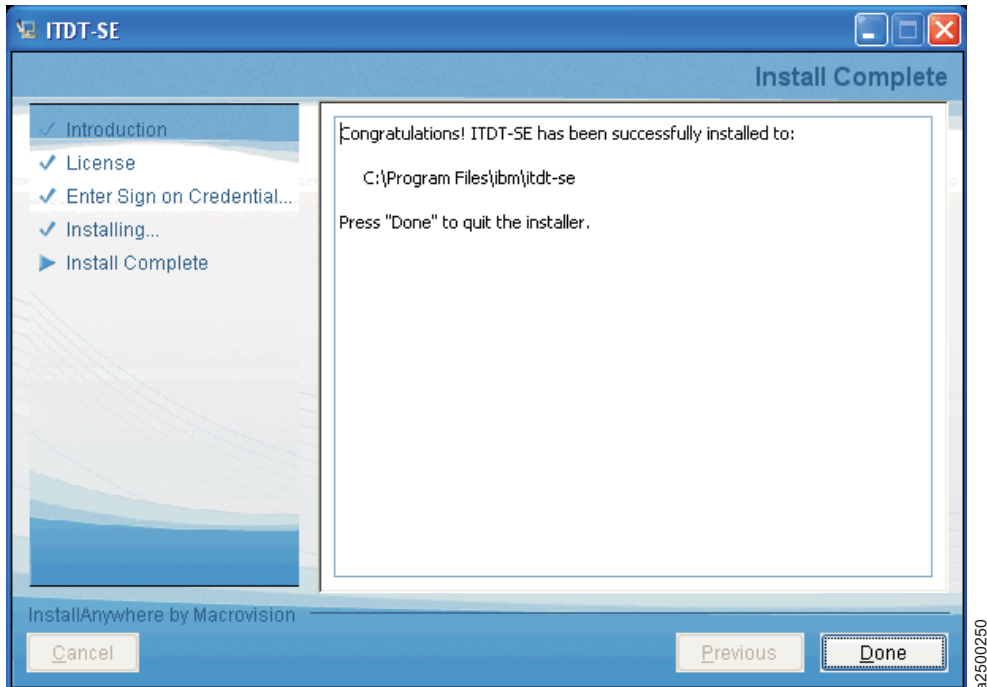 ITDT-SE
Install Complete
Introduction
License
Enter Sign on Credential...
Installing...
Install Complete
Congratulations! ITDT-SE has been successfully installed to:
C:\Program Files\ibm\itdt-se
Press "Done" to quit the installer.
InstallAnywhere by Macrovision
Cancel
Previous
Done
a2500250